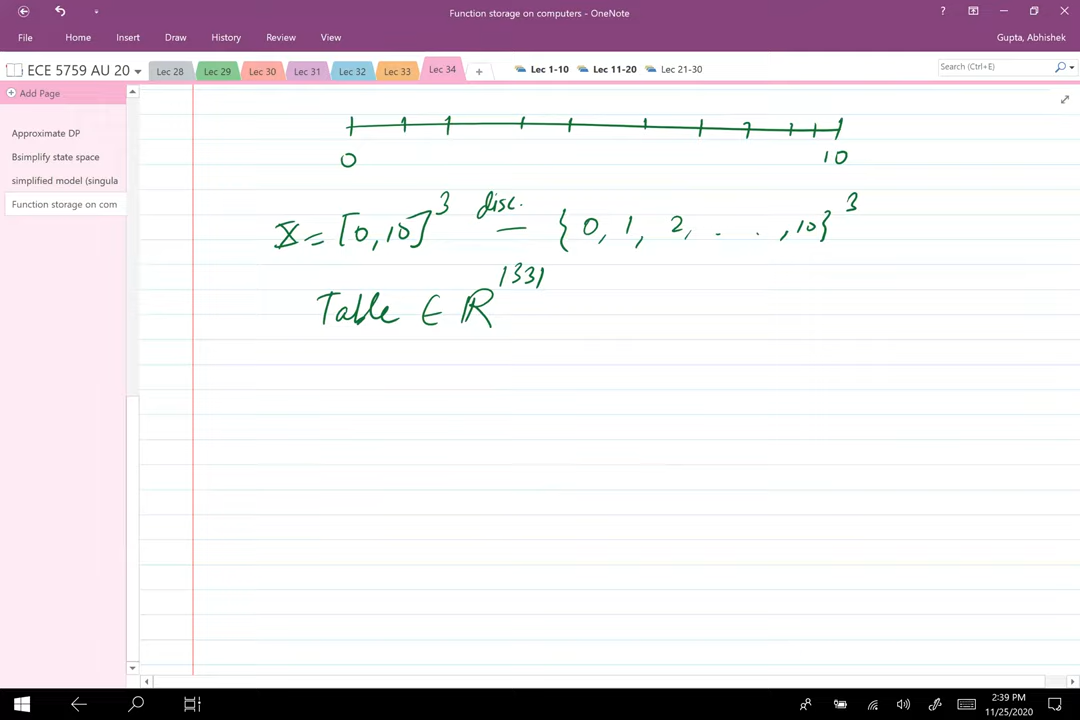 Function storage on computers - OneNote
?
File Home Insert Draw History Review View
Gupta, Abhishek
ECE 5759 AU 20
Lec 28 Lec 29 Lec 30 Lec 31 Lec 32 Lec 33 Lec 34 + Lec 1-10 Lec 11-20 Lec 21-30
Search (Ctrl+E)
Add Page
Approximate DP
Bsimplify state space
simplified model (singula
Function storage on com
0 10
X = [0, 10]^3 disc. — {0, 1, 2, . . , 10}^3
Table ∈ ℝ^1331
2:39 PM
11/25/2020